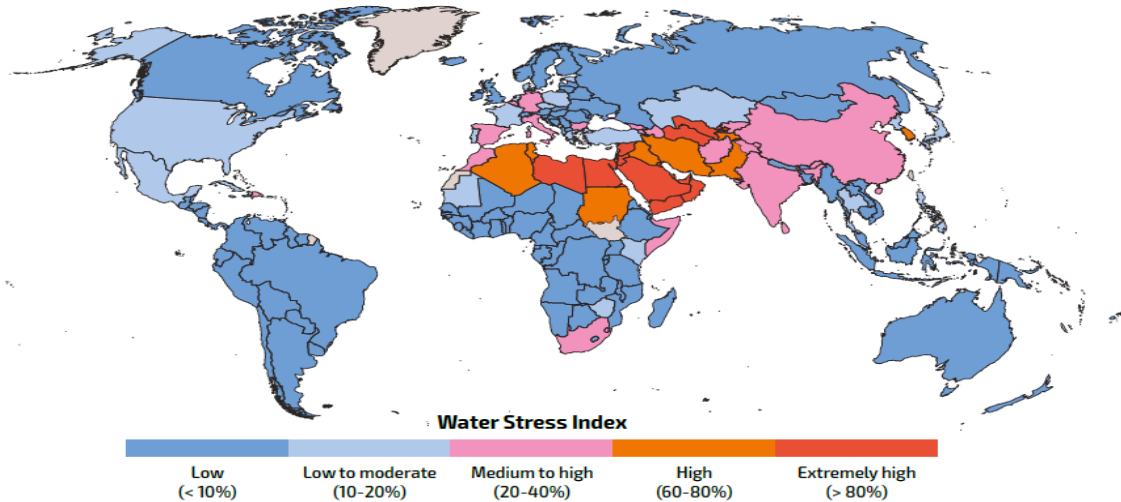 Water Stress Index
Low
(< 10%)
Low to moderate
(10-20%)
Medium to high
(20-40%)
High
(60-80%)
Extremely high
(> 80%)